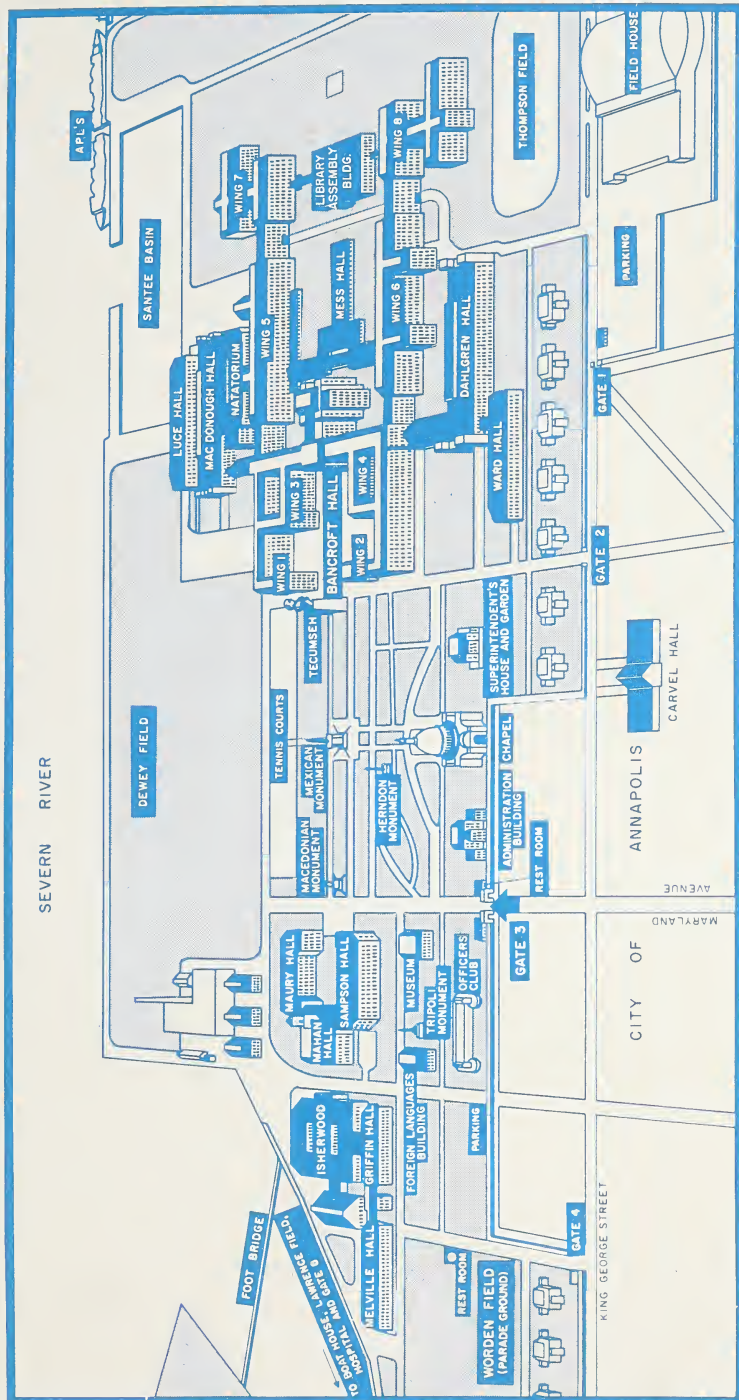 SEVERN RIVER
APL'S
SANTEE BASIN
DEWEY FIELD
LUCE HALL
MAC DONOUGH HALL
NATATORIUM
WING 7
WING 5
LIBRARY
ASSEMBLY
BLDG.
WING 8
MESS HALL
WING 6
WING 3
WING 1
BANCROFT HALL
WING 4
WING 2
DAHLGREN HALL
WARD HALL
THOMPSON FIELD
FIELD HOUSE
PARKING
GATE 1
GATE 2
TECUMSEH
TENNIS COURTS
MEXICAN
MONUMENT
MACEDONIAN
MONUMENT
HERNDON
MONUMENT
SUPERINTENDENT'S
HOUSE AND GARDEN
CHAPEL
ADMINISTRATION
BUILDING
REST ROOM
GATE 3
CARVEL HALL
MAURY HALL
MAHAN
HALL
SAMPSON HALL
MUSEUM
TRIPOLI
MONUMENT
OFFICERS
CLUB
FOREIGN LANGUAGES
BUILDING
PARKING
ISHERWOOD
GRIFFIN HALL
MELVILLE HALL
FOOT BRIDGE
TO BOAT HOUSE, LAWRENCE FIELD,
HOSPITAL AND GATE 8
REST ROOM
WORDEN FIELD
(PARADE GROUND)
GATE 4
KING GEORGE STREET
MARYLAND AVENUE
CITY OF ANNAPOLIS